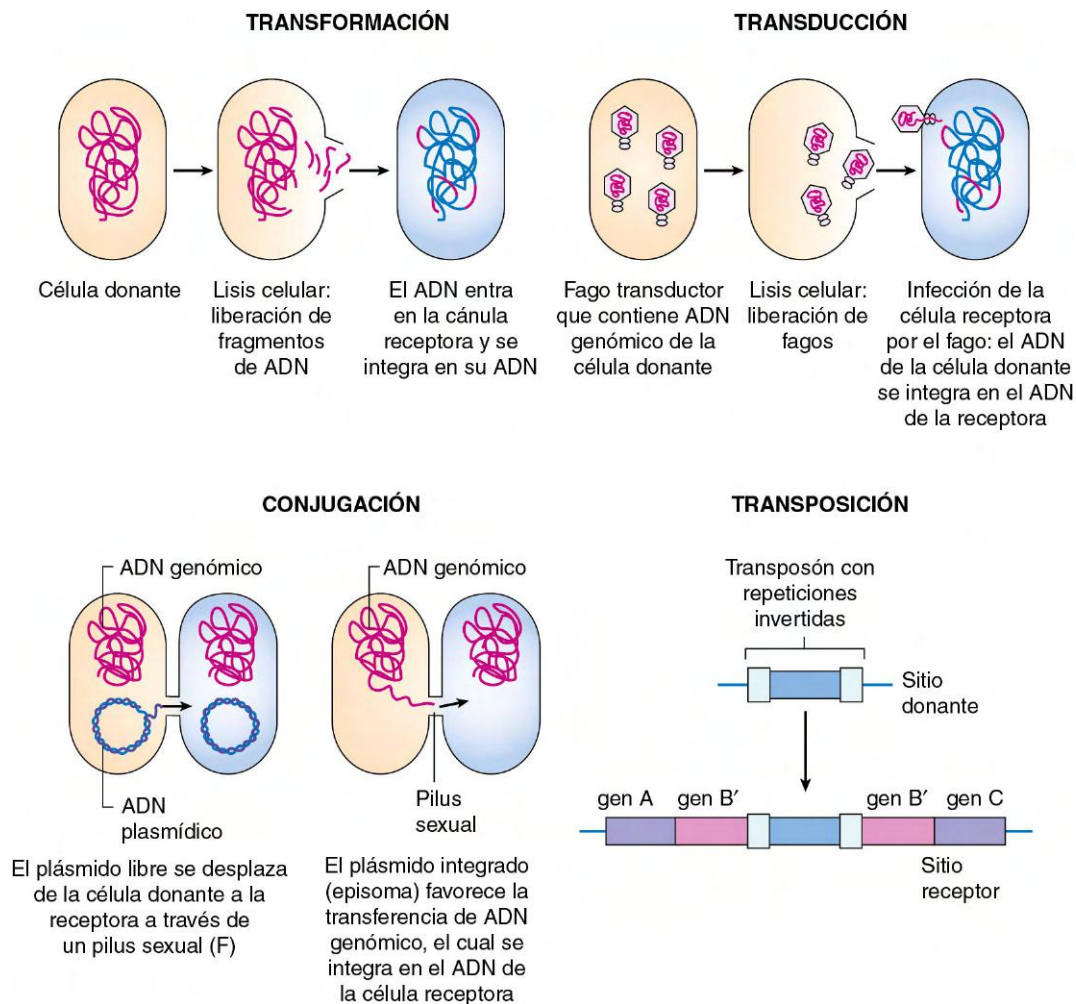 TRANSFORMACIÓN
Célula donante
Lisis celular:
liberación de
fragmentos
de ADN
El ADN entra
en la cánula
receptora y se
integra en su ADN
TRANSDUCCIÓN
Fago transductor
que contiene ADN
genómico de la
célula donante
Lisis celular:
liberación de
fagos
Infección de la
célula receptora
por el fago: el ADN
de la célula donante
se integra en el ADN
de la receptora
CONJUGACIÓN
ADN genómico
ADN
plasmídico
El plásmido libre se desplaza
de la célula donante a la
receptora a través de
un pilus sexual (F)
ADN genómico
Pilus
sexual
El plásmido integrado
(episoma) favorece la
transferencia de ADN
genómico, el cual se
integra en el ADN de
la célula receptora
TRANSPOSICIÓN
Transposón con
repeticiones
invertidas
Sitio
donante
gen A
gen B′
gen B′
gen C
Sitio
receptor